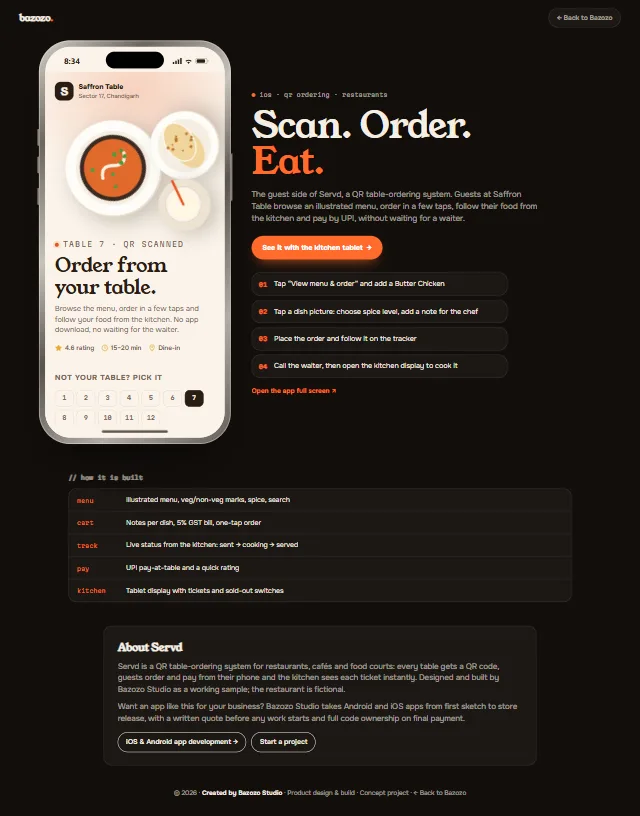 bazozo.
← Back to Bazozo
8:34
S
Saffron Table
Sector 17, Chandigarh
TABLE 7 · QR SCANNED
Order from
your table.
Browse the menu, order in a few taps, and
follow your food from the kitchen. No app
download, no waiting for the waiter.
4.6 rating
15–20 min
Dine-in
NOT YOUR TABLE? PICK IT
1 2 3 4 5 6 7
8 9 10 11 12
ios · qr ordering · restaurants
Scan. Order.
Eat.
The guest side of Servd, a QR table-ordering system. Guests at Saffron
Table browse an illustrated menu, order in a few taps, follow their food from
the kitchen and pay by UPI, without waiting for a waiter.
See it with the kitchen tablet →
01 Tap "View menu & order" and add a Butter Chicken
02 Tap a dish picture: choose spice level, add a note for the chef
03 Place the order and follow it on the tracker
04 Call the waiter, then open the kitchen display to cook it
Open the app full screen ↗
// how it is built
menu Illustrated menu, veg/non-veg marks, spice, search
cart Notes per dish, 5% GST bill, one-tap order
track Live status from the kitchen: sent → cooking → served
pay UPI pay-at-table and a quick rating
kitchen Tablet display with tickets and sold-out switches
About Servd
Servd is a QR table-ordering system for restaurants, cafés and food courts: every table gets a QR code,
guests order and pay from their phone and the kitchen sees each ticket instantly. Designed and built by
Bazozo Studio as a working sample; the restaurant is fictional.
Want an app like this for your business? Bazozo Studio takes Android and iOS apps from first sketch to store
release, with a written quote before any work starts and full code ownership on final payment.
iOS & Android app development →
Start a project
© 2026 · Created by Bazozo Studio · Product design & build · Concept project · ← Back to Bazozo